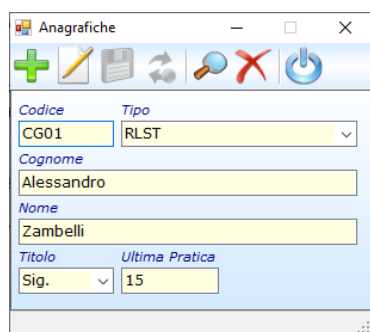 Anagrafiche
Codice Tipo
CG01 RLST
Cognome
Alessandro
Nome
Zambelli
Titolo Ultima Pratica
Sig. 15